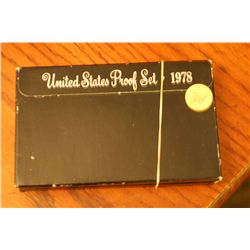 United States Proof Set • 1978